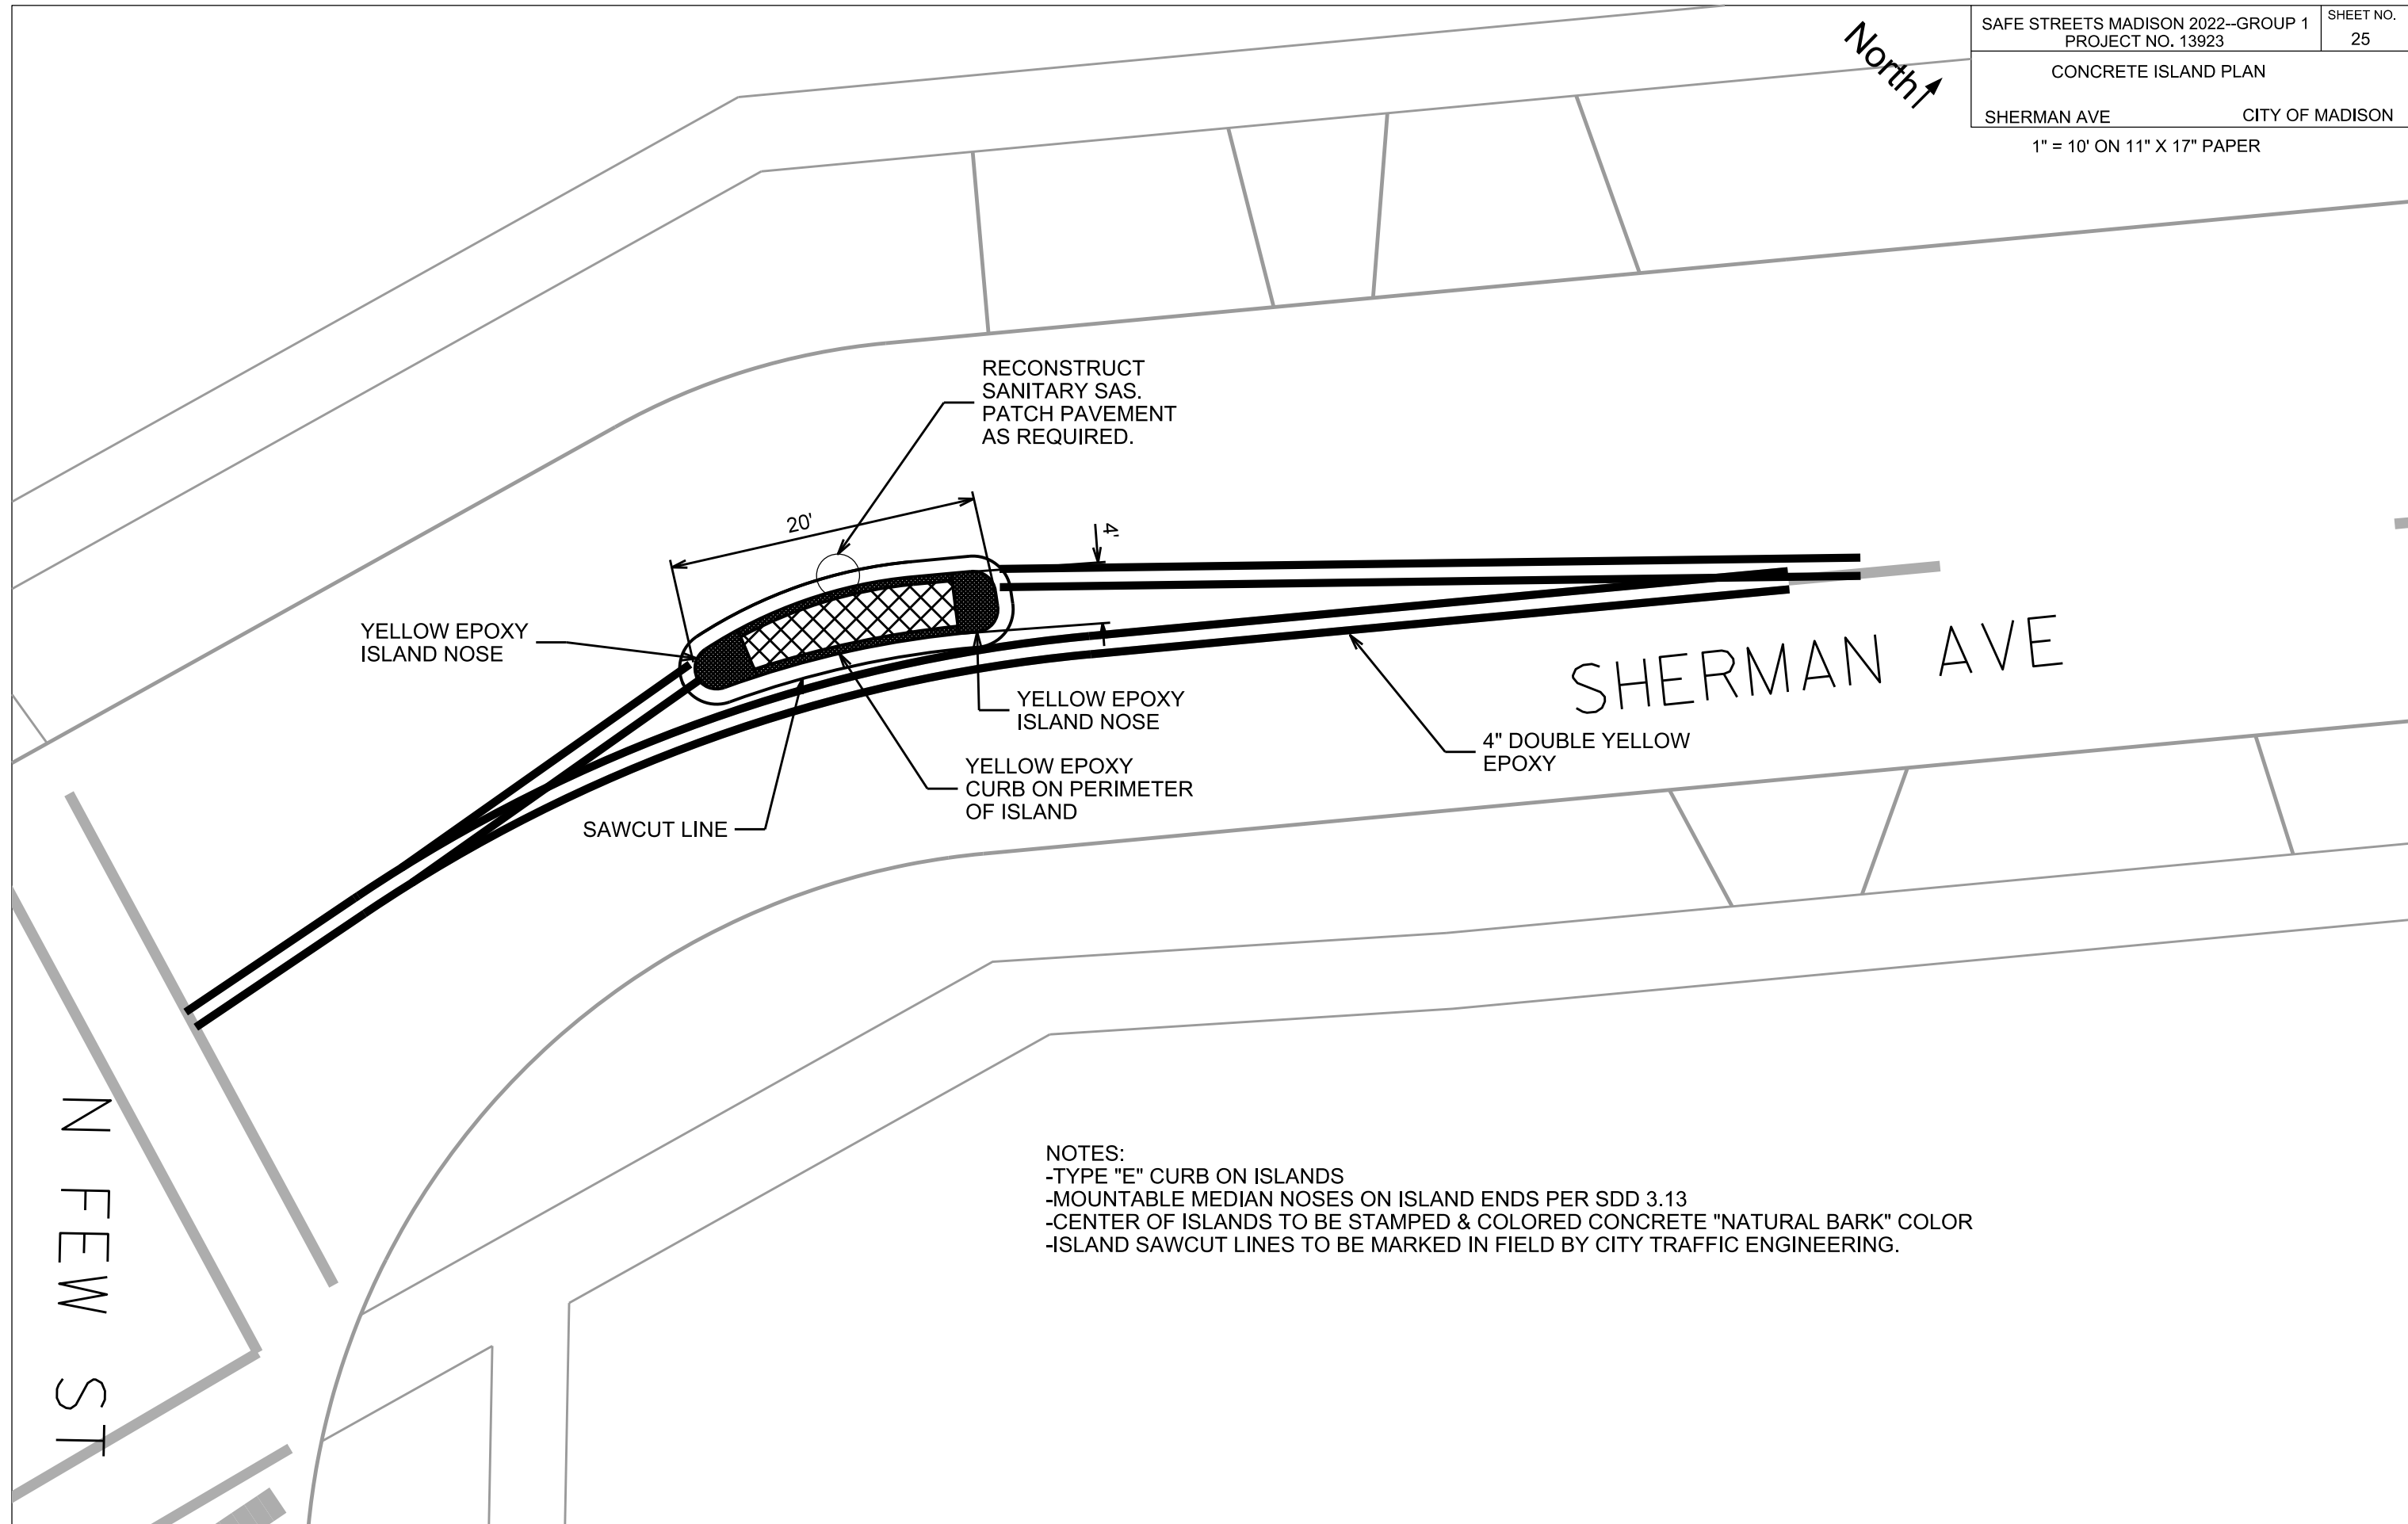 SAFE STREETS MADISON 2022--GROUP 1
PROJECT NO. 13923
SHEET NO.
25
CONCRETE ISLAND PLAN
SHERMAN AVE
CITY OF MADISON
1" = 10' ON 11" X 17" PAPER
North
RECONSTRUCT
SANITARY SAS.
PATCH PAVEMENT
AS REQUIRED.
20'
4'
YELLOW EPOXY
ISLAND NOSE
YELLOW EPOXY
ISLAND NOSE
SHERMAN AVE
4" DOUBLE YELLOW
EPOXY
YELLOW EPOXY
CURB ON PERIMETER
OF ISLAND
SAWCUT LINE
N FEW ST
NOTES:
-TYPE "E" CURB ON ISLANDS
-MOUNTABLE MEDIAN NOSES ON ISLAND ENDS PER SDD 3.13
-CENTER OF ISLANDS TO BE STAMPED & COLORED CONCRETE "NATURAL BARK" COLOR
-ISLAND SAWCUT LINES TO BE MARKED IN FIELD BY CITY TRAFFIC ENGINEERING.